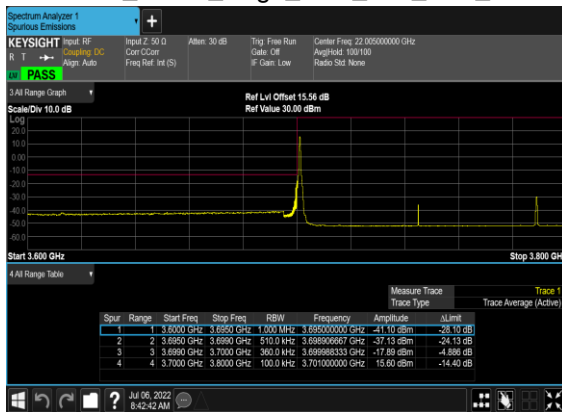 Spectrum Analyzer 1
Spurious Emissions
+
KEYSIGHT Input: RF Input Z: 50 Ω Atten: 30 dB Trig: Free Run Center Freq: 22.005000000 GHz
R T Coupling: DC Corr CCorr Gate: Off Avg|Hold: 100/100
Align: Auto Freq Ref: Int (S) IF Gain: Low Radio Std: None
LXI PASS
3 All Range Graph
Ref Lvl Offset 15.56 dB
Scale/Div 10.0 dB Ref Value 30.00 dBm
Log
20.0
10.0
0.00
-10.0
-20.0
-30.0
-40.0
-50.0
-60.0
Start 3.600 GHz Stop 3.800 GH
4 All Range Table
Measure Trace Trace 1
Trace Type Trace Average (Active)
Spur Range Start Freq Stop Freq RBW Frequency Amplitude ΔLimit
1 1 3.6000 GHz 3.6950 GHz 1.000 MHz 3.695000000 GHz -41.10 dBm -28.10 dB
2 2 3.6950 GHz 3.6990 GHz 510.0 kHz 3.698906667 GHz -37.13 dBm -24.13 dB
3 3 3.6990 GHz 3.7000 GHz 360.0 kHz 3.699988333 GHz -17.89 dBm -4.886 dB
4 4 3.7000 GHz 3.8000 GHz 100.0 kHz 3.701000000 GHz 15.60 dBm -14.40 dB
? Jul 06, 2022
8:42:42 AM